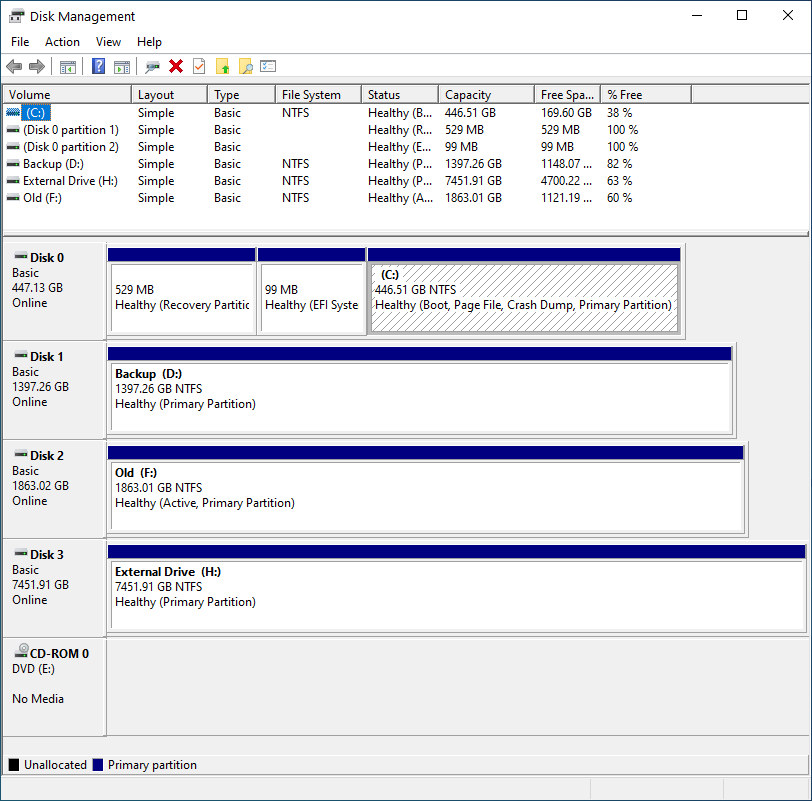 Disk Management
File Action View Help
Volume Layout Type File System Status Capacity Free Spa... % Free
(C:) Simple Basic NTFS Healthy (B... 446.51 GB 169.60 GB 38 %
(Disk 0 partition 1) Simple Basic Healthy (R... 529 MB 529 MB 100 %
(Disk 0 partition 2) Simple Basic Healthy (E... 99 MB 99 MB 100 %
Backup (D:) Simple Basic NTFS Healthy (P... 1397.26 GB 1148.07 ... 82 %
External Drive (H:) Simple Basic NTFS Healthy (P... 7451.91 GB 4700.22 ... 63 %
Old (F:) Simple Basic NTFS Healthy (A... 1863.01 GB 1121.19 ... 60 %
Disk 0
Basic
447.13 GB
Online
529 MB
Healthy (Recovery Partitic
99 MB
Healthy (EFI Syste
(C:)
446.51 GB NTFS
Healthy (Boot, Page File, Crash Dump, Primary Partition)
Disk 1
Basic
1397.26 GB
Online
Backup (D:)
1397.26 GB NTFS
Healthy (Primary Partition)
Disk 2
Basic
1863.02 GB
Online
Old (F:)
1863.01 GB NTFS
Healthy (Active, Primary Partition)
Disk 3
Basic
7451.91 GB
Online
External Drive (H:)
7451.91 GB NTFS
Healthy (Primary Partition)
CD-ROM 0
DVD (E:)
No Media
Unallocated Primary partition